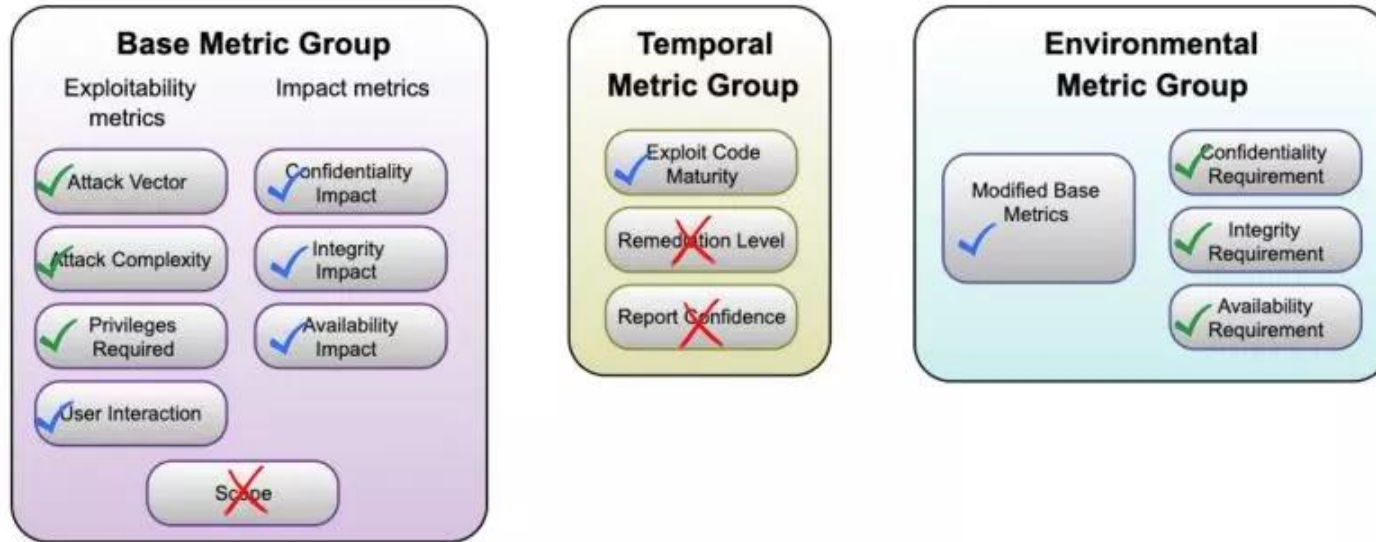 Base Metric Group
Exploitability
metrics
Impact metrics
Attack Vector
Confidentiality
Impact
Attack Complexity
Integrity
Impact
Privileges
Required
Availability
Impact
User Interaction
Scope
Temporal
Metric Group
Exploit Code
Maturity
Remediation Level
Report Confidence
Environmental
Metric Group
Modified Base
Metrics
Confidentiality
Requirement
Integrity
Requirement
Availability
Requirement